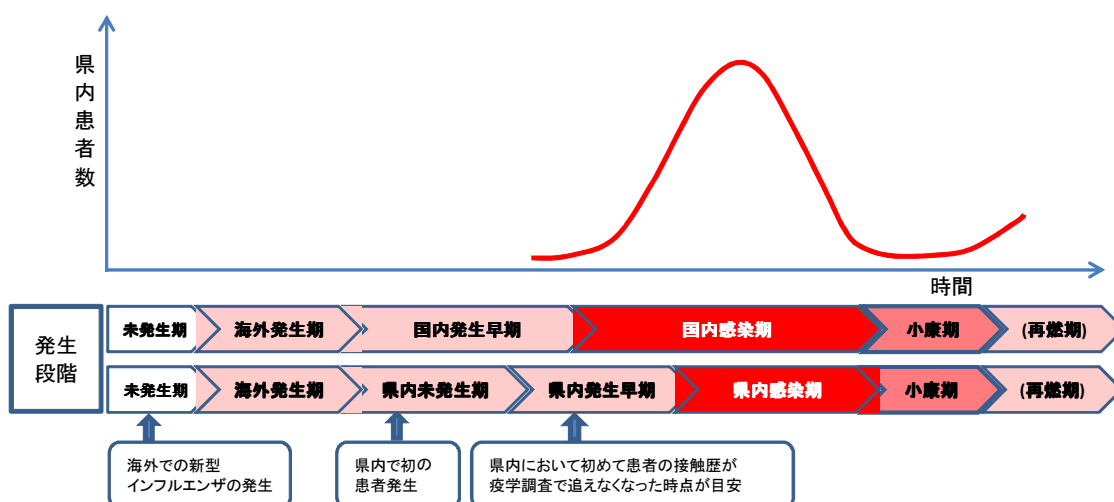 県内患者数
時間
発生
段階
未発生期
海外発生期
国内発生早期
国内感染期
小康期
(再燃期)
未発生期
海外発生期
県内未発生期
県内発生早期
県内感染期
小康期
(再燃期)
海外での新型
インフルエンザの発生
県内で初の
患者発生
県内において初めて患者の接触歴が
疫学調査で追えなくなった時点が目安